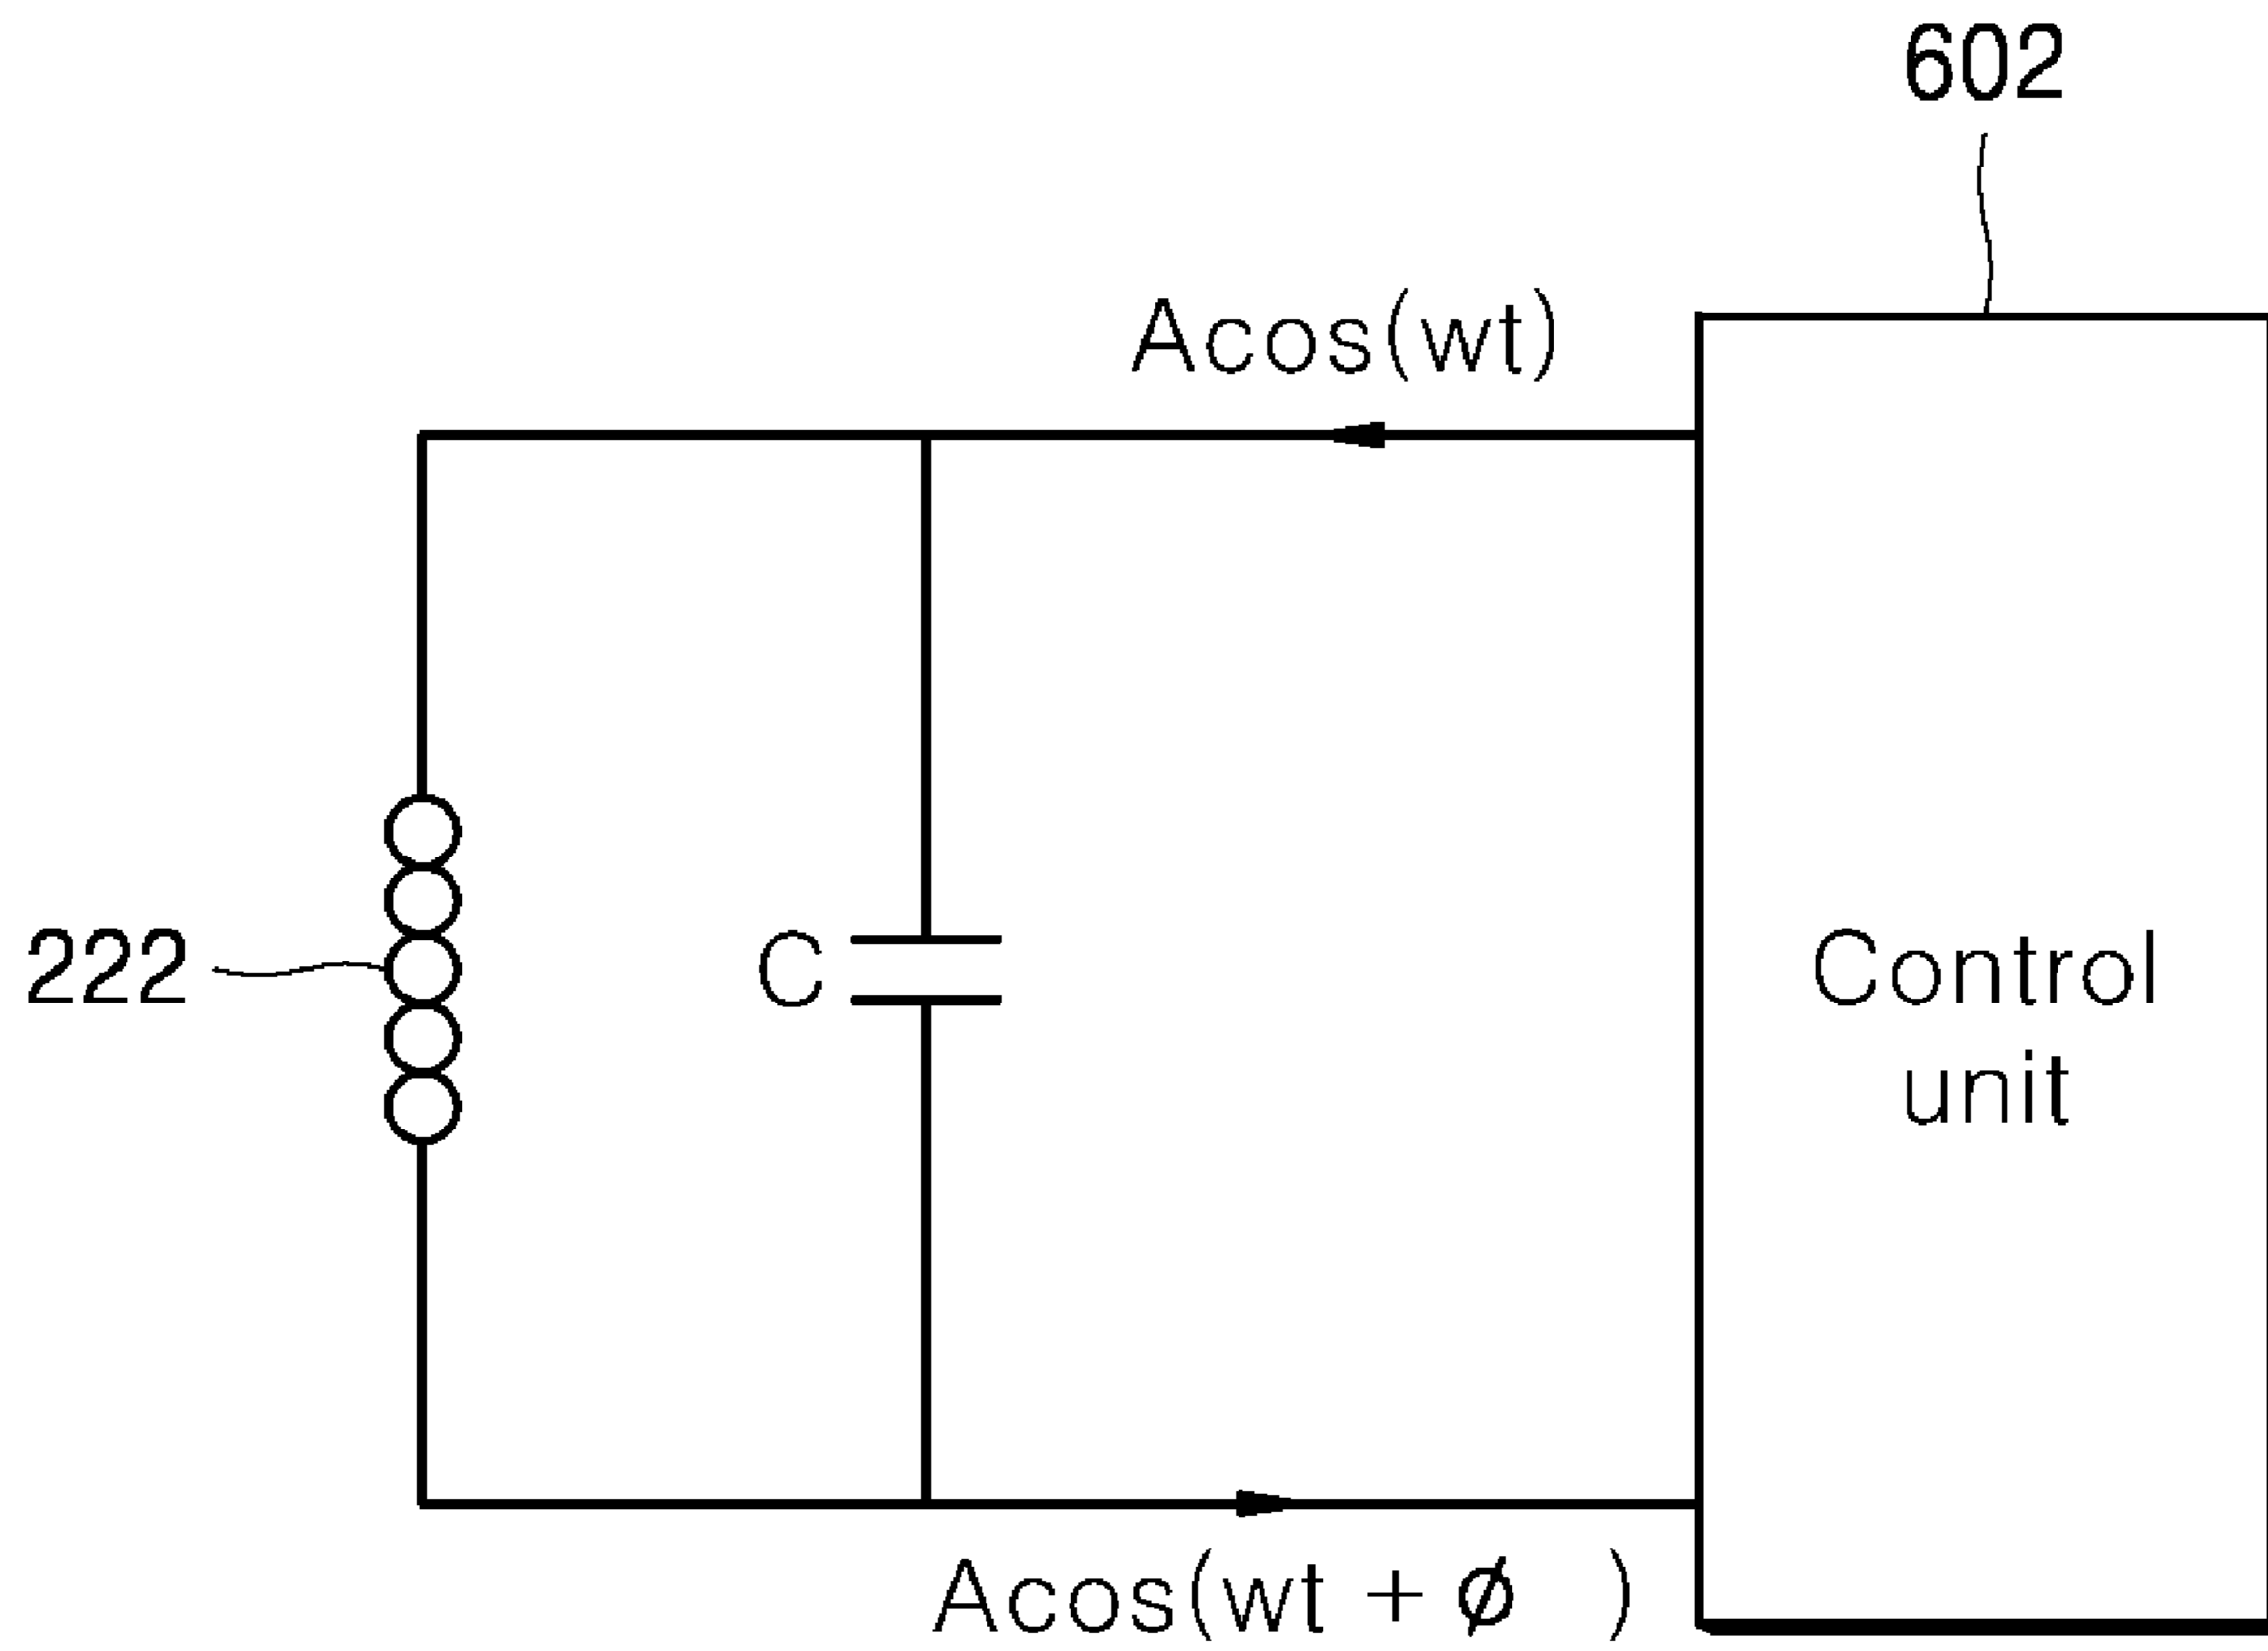 602
Acos(wt)
222
C
Control
unit
Acos(wt + ø )